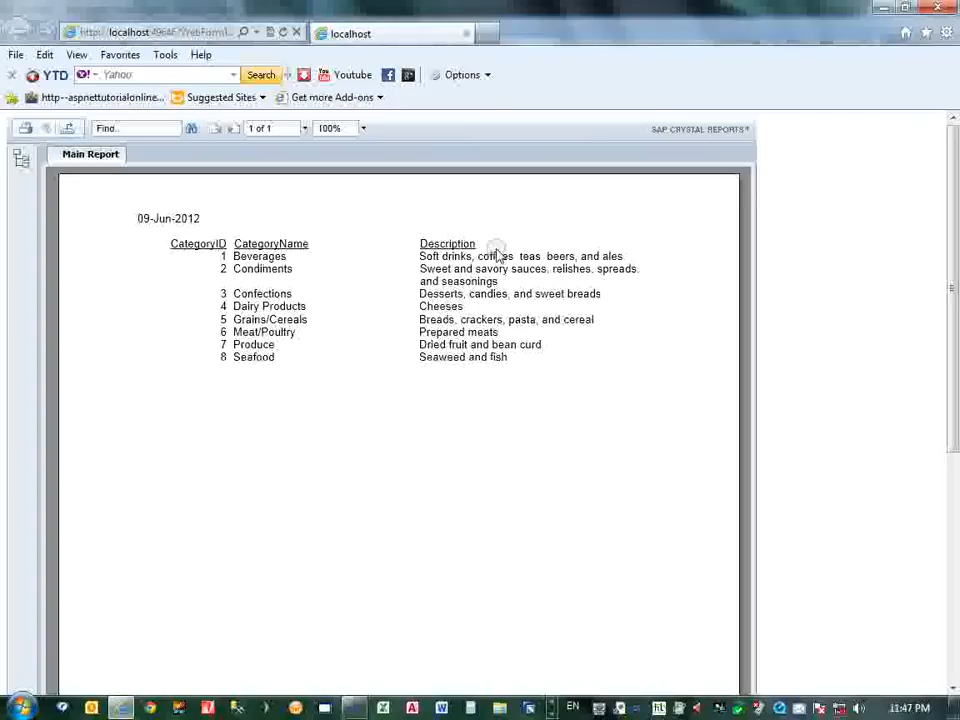 localhost
File Edit View Favorites Tools Help
YTD Yahoo Search Youtube Options
http--aspnettutorialonline... Suggested Sites Get more Add-ons
Find... 1 of 1 100% SAP CRYSTAL REPORTS
Main Report
09-Jun-2012
CategoryID CategoryName Description
1 Beverages Soft drinks, coffees teas beers, and ales
2 Condiments Sweet and savory sauces, relishes, spreads,
and seasonings
3 Confections Desserts, candies, and sweet breads
4 Dairy Products Cheeses
5 Grains/Cereals Breads, crackers, pasta, and cereal
6 Meat/Poultry Prepared meats
7 Produce Dried fruit and bean curd
8 Seafood Seaweed and fish
EN 11:47 PM